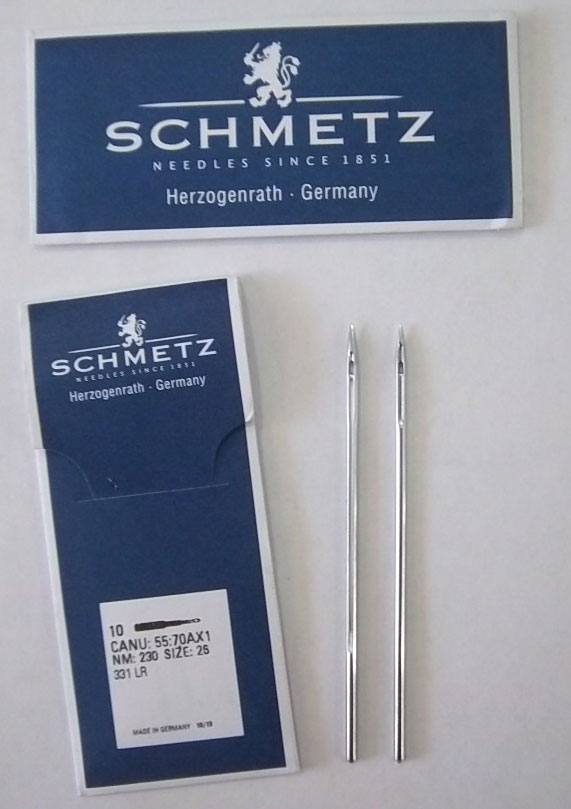 SCHMETZ
NEEDLES SINCE 1851
Herzogenrath · Germany
SCHMETZ
NEEDLES SINCE 1851
Herzogenrath · Germany
10
CANU: 55:70AX1
NM: 230 SIZE: 26
331 LR
MADE IN GERMANY 10/19